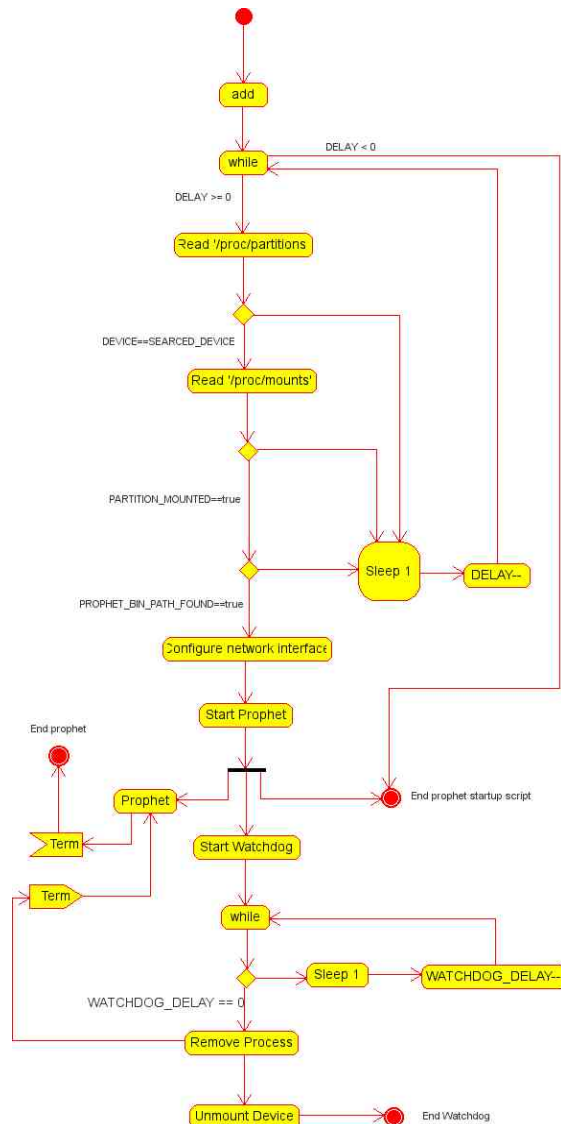 add
DELAY < 0
while
DELAY >= 0
Read '/proc/partitions
DEVICE==SEARCED_DEVICE
Read '/proc/mounts'
PARTITION_MOUNTED==true
Sleep 1
DELAY--
PROPHET_BIN_PATH_FOUND==true
Configure network interface
Start Prophet
End prophet
Prophet
End prophet startup script
Term
Start Watchdog
Term
while
Sleep 1
WATCHDOG_DELAY--
WATCHDOG_DELAY == 0
Remove Process
Unmount Device
End Watchdog